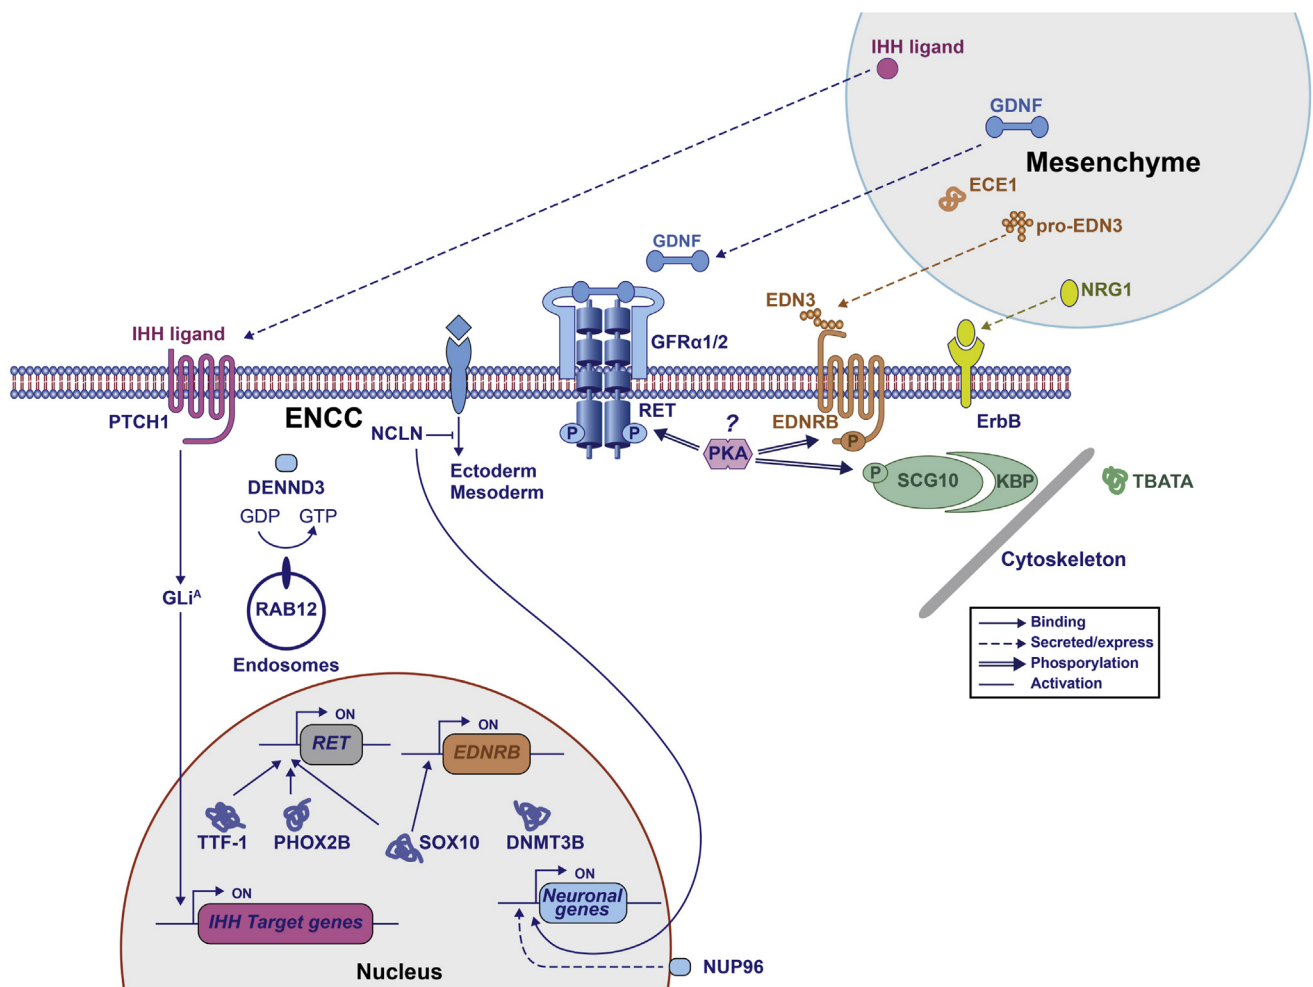 IHH ligand
GDNF
Mesenchyme
ECE1
pro-EDN3
GDNF
NRG1
EDN3
IHH ligand
GFRα1/2
PTCH1
ENCC
NCLN
RET
P
P
?
PKA
EDNRB
P
ErbB
Ectoderm
Mesoderm
P
SCG10
KBP
TBATA
DENND3
GDP
GTP
Cytoskeleton
GLiᴬ
RAB12
Endosomes
Binding
Secreted/express
Phosporylation
Activation
ON
RET
ON
EDNRB
TTF-1
PHOX2B
SOX10
DNMT3B
ON
IHH Target genes
ON
Neuronal
genes
Nucleus
NUP96